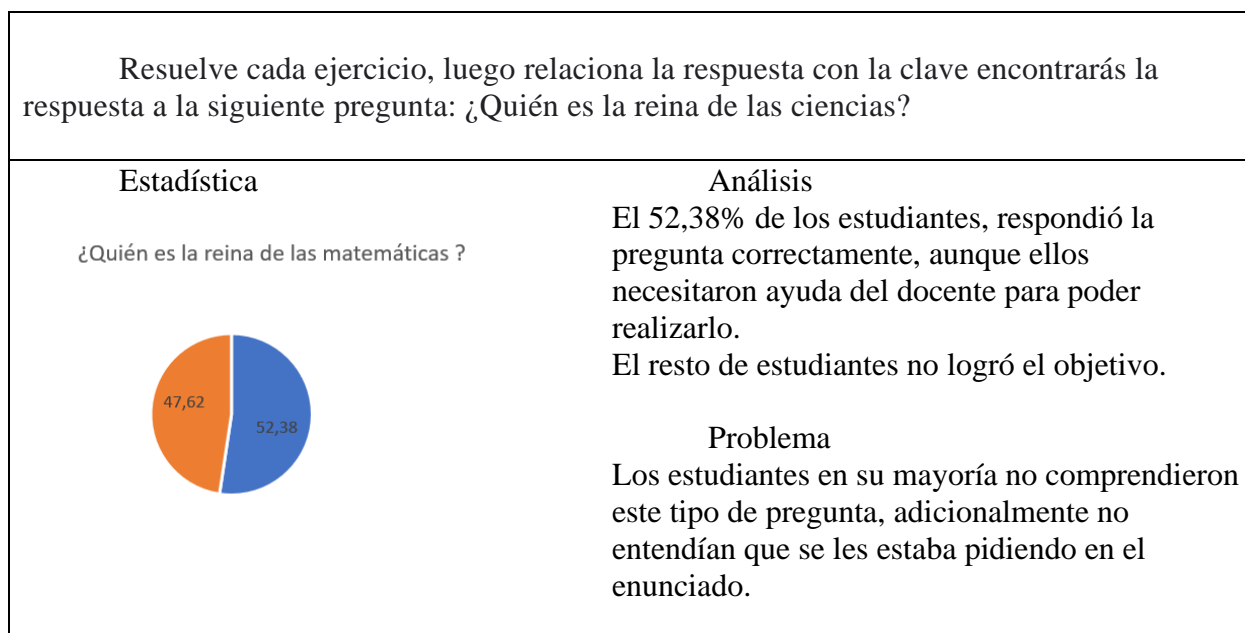 Resuelve cada ejercicio, luego relaciona la respuesta con la clave encontrarás la
respuesta a la siguiente pregunta: ¿Quién es la reina de las ciencias?
Estadística
¿Quién es la reina de las matemáticas ?
47,62
52,38
Análisis
El 52,38% de los estudiantes, respondió la
pregunta correctamente, aunque ellos
necesitaron ayuda del docente para poder
realizarlo.
El resto de estudiantes no logró el objetivo.
Problema
Los estudiantes en su mayoría no comprendieron
este tipo de pregunta, adicionalmente no
entendían que se les estaba pidiendo en el
enunciado.